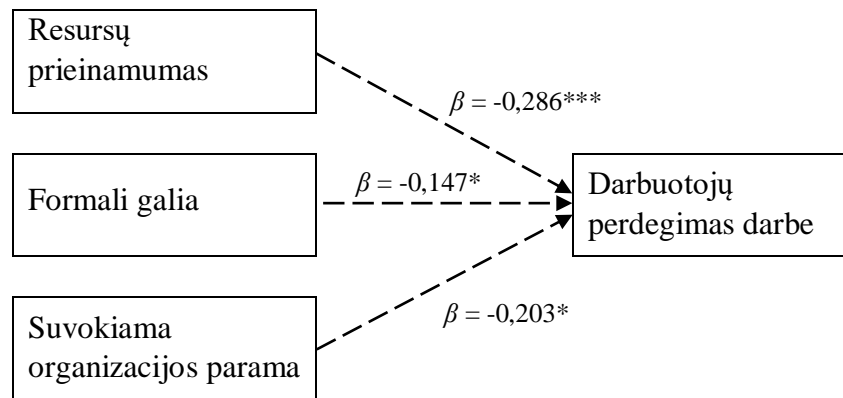 Resursų
prieinamumas
β = -0,286***
Formali galia
β = -0,147*
Darbuotojų
perdegimas darbe
Suvokiama
organizacijos parama
β = -0,203*